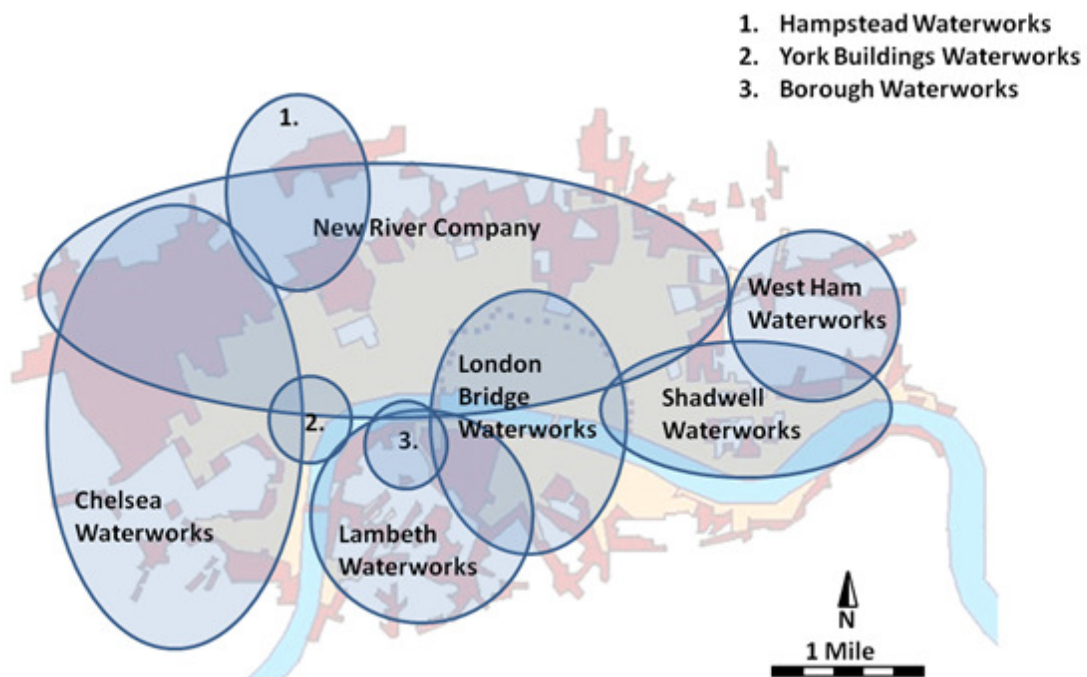 1. Hampstead Waterworks
2. York Buildings Waterworks
3. Borough Waterworks
1.
New River Company
West Ham
Waterworks
London
Bridge
Waterworks
Shadwell
Waterworks
2.
3.
Chelsea
Waterworks
Lambeth
Waterworks
N
1 Mile